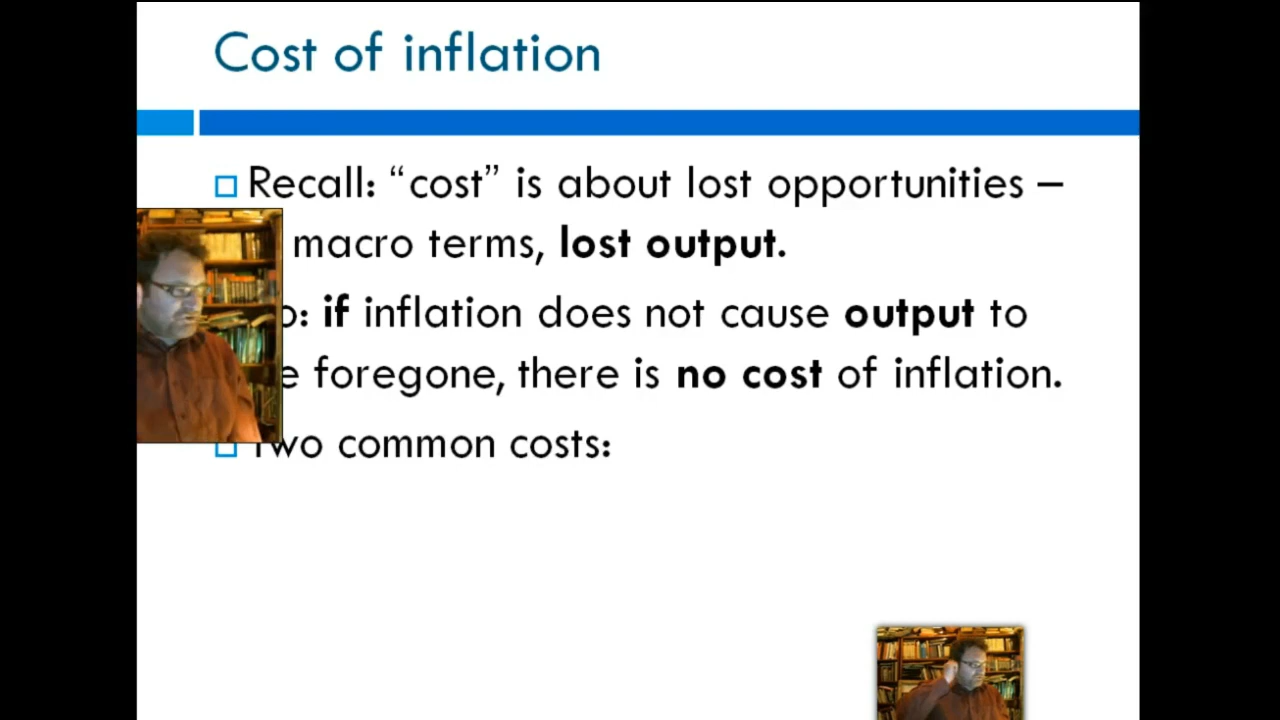 Cost of inflation
Recall: “cost” is about lost opportunities –
macro terms, lost output.
o: if inflation does not cause output to
e foregone, there is no cost of inflation.
Two common costs: